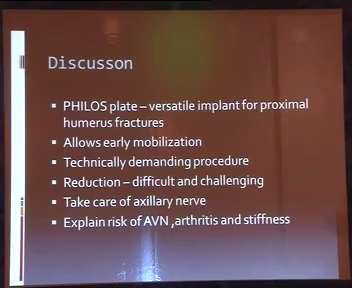 Discusson
▪ PHILOS plate – versatile implant for proximal
humerus fractures
▪ Allows early mobilization
▪ Technically demanding procedure
▪ Reduction – difficult and challenging
▪ Take care of axillary nerve
▪ Explain risk of AVN ,arthritis and stiffness